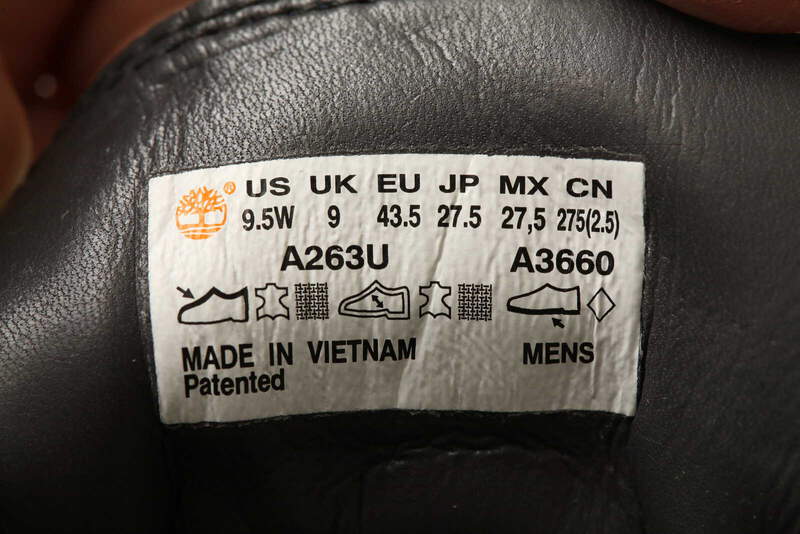 ® US UK EU JP MX CN
9.5W 9 43.5 27.5 27,5 275(2.5)
A263U A3660
MADE IN VIETNAM MENS
Patented